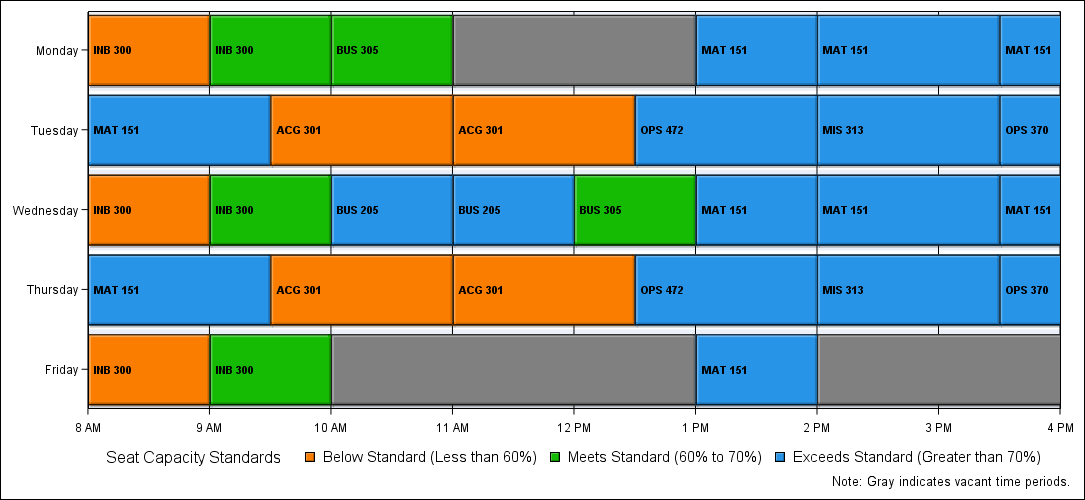 Monday INB 300 INB 300 BUS 305 MAT 151 MAT 151 MAT 151
Tuesday MAT 151 ACG 301 ACG 301 OPS 472 MIS 313 OPS 370
Wednesday INB 300 INB 300 BUS 205 BUS 205 BUS 305 MAT 151 MAT 151 MAT 151
Thursday MAT 151 ACG 301 ACG 301 OPS 472 MIS 313 OPS 370
Friday INB 300 INB 300 MAT 151
8 AM 9 AM 10 AM 11 AM 12 PM 1 PM 2 PM 3 PM 4 PM
Seat Capacity Standards Below Standard (Less than 60%) Meets Standard (60% to 70%) Exceeds Standard (Greater than 70%)
Note: Gray indicates vacant time periods.